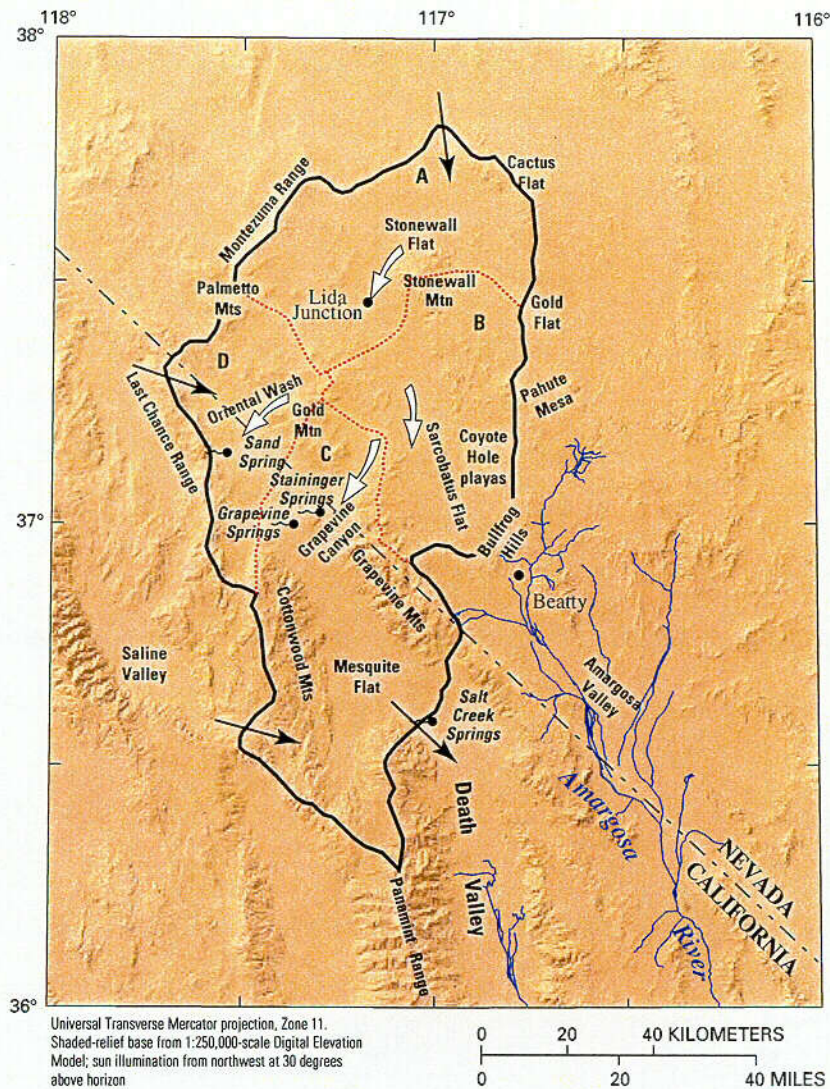 118°
117°
116°
38°
Cactus
Flat
A
Montezuma Range
Stonewall
Flat
Palmetto
Mts
Stonewall
Mtn
Lida
Junction
Gold
Flat
B
D
Pahute
Mesa
Last Chance Range
Oriental Wash
Gold
Mtn
Sand
Spring
C
Sarcobatus Flat
Coyote
Hole
playas
Staininger
Springs
Grapevine
Springs
37°
Grapevine
Canyon
Bullfrog
Hills
Grapevine Mts
Beatty
Cottonwood Mts
Saline
Valley
Mesquite
Flat
Amargosa
Valley
Salt
Creek
Springs
Death
Valley
Amargosa
River
NEVADA
CALIFORNIA
Panamint Range
36°
Universal Transverse Mercator projection, Zone 11.
Shaded-relief base from 1:250,000-scale Digital Elevation
Model; sun illumination from northwest at 30 degrees
above horizon
0 20 40 KILOMETERS
0 20 40 MILES